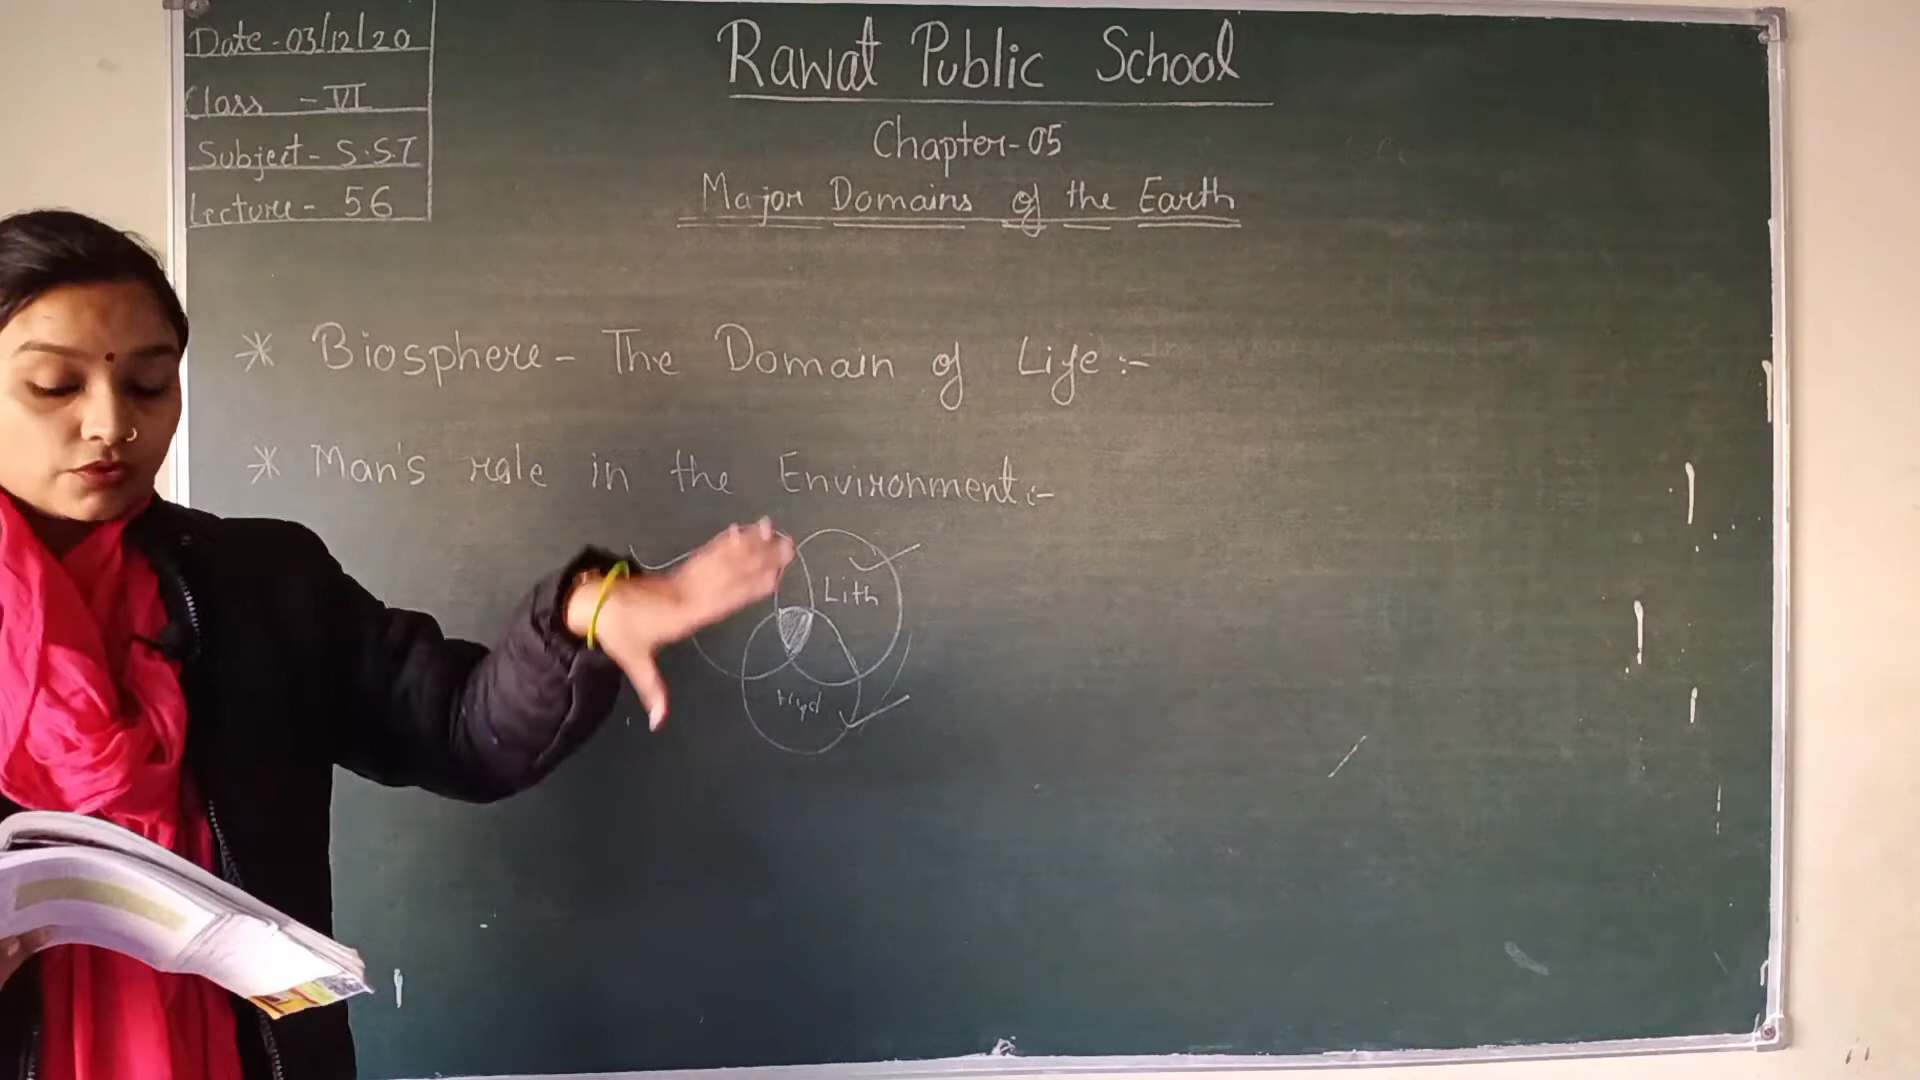 Date - 03/12/20
Class - VI
Subject - S.S.T
Lecture - 56
Rawat Public School
Chapter-05
Major Domains of the Earth
* Biosphere - The Domain of Life :-
* Man's role in the Environment :-
Lith
Hyd